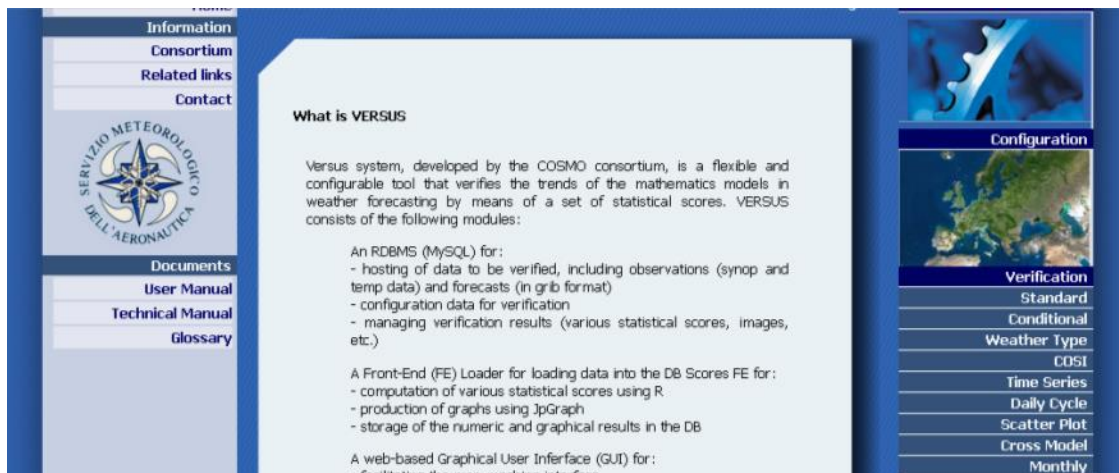 Information
Consortium
Related links
Contact
SERVIZIO METEOROLOGICO
DELL'AERONAUTICA
Documents
User Manual
Technical Manual
Glossary
What is VERSUS
Versus system, developed by the COSMO consortium, is a flexible and
configurable tool that verifies the trends of the mathematics models in
weather forecasting by means of a set of statistical scores. VERSUS
consists of the following modules:
An RDBMS (MySQL) for:
- hosting of data to be verified, including observations (synop and
temp data) and forecasts (in grib format)
- configuration data for verification
- managing verification results (various statistical scores, images,
etc.)
A Front-End (FE) Loader for loading data into the DB Scores FE for:
- computation of various statistical scores using R
- production of graphs using JpGraph
- storage of the numeric and graphical results in the DB
A web-based Graphical User Inferface (GUI) for:
Configuration
Verification
Standard
Conditional
Weather Type
COSI
Time Series
Daily Cycle
Scatter Plot
Cross Model
Monthly